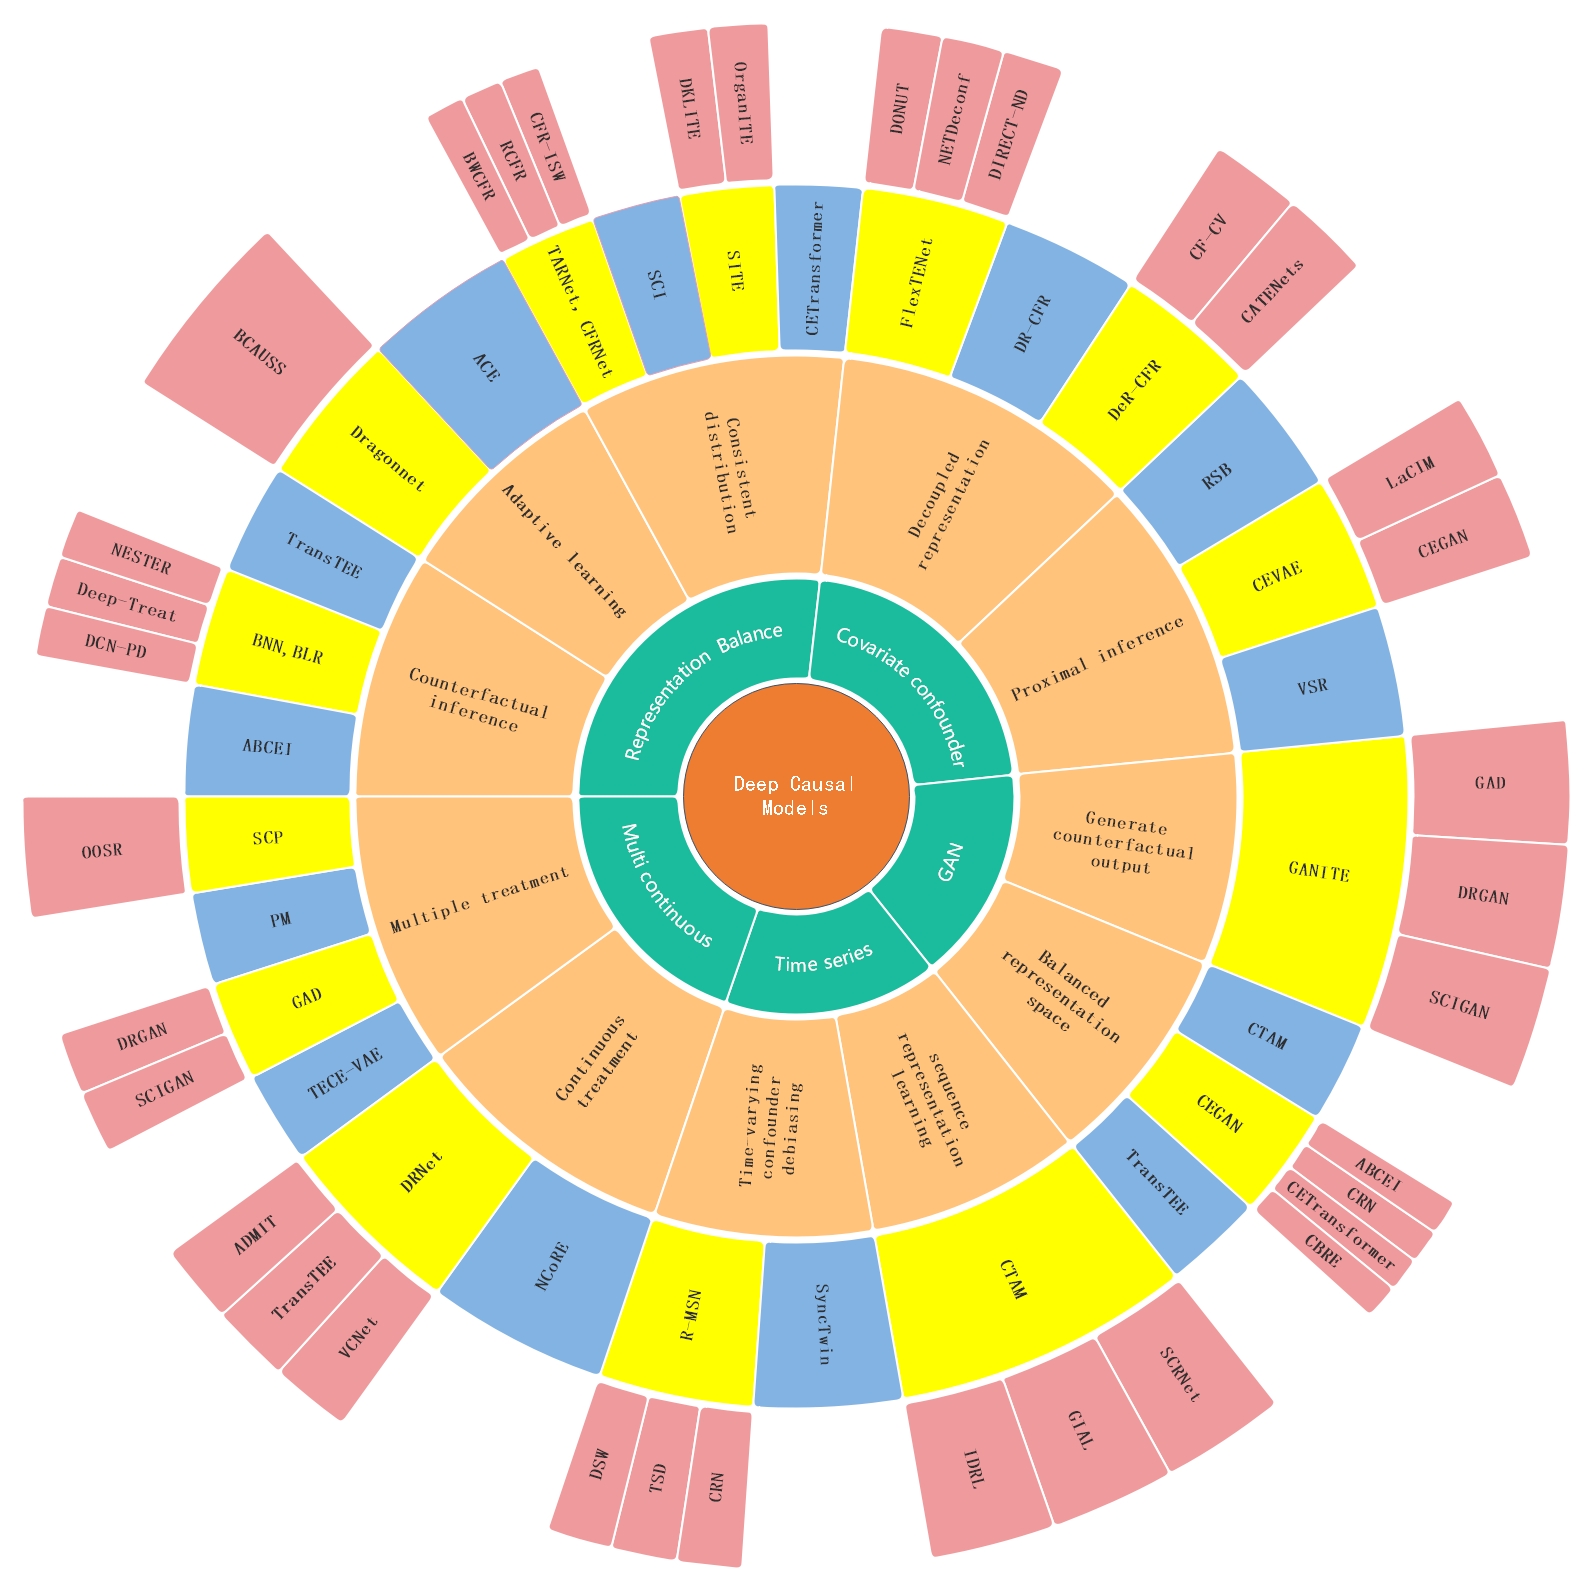 Deep Causal
Models
Representation Balance
Covariate confounder
GAN
Time series
Multi continuous
Consistent
distribution
Decoupled
representation
Proximal inference
Generate
counterfactual
output
Balanced
representation
space
sequence
representation
learning
Time-varying
confounder
debiasing
Continuous
treatment
Multiple treatment
Counterfactual
inference
Adaptive learning
TARNet, CFRNet
SCI
SITE
CETransformer
FlexTENet
DR-CFR
DeR-CFR
RSB
CEVAE
VSR
GANITE
CTAM
CEGAN
TransTEE
CTAM
SyncTwin
R-MSN
NCoRE
DRNet
TECE-VAE
GAD
PM
SCP
ABCEI
BNN, BLR
TransTEE
Dragonnet
ACE
BWCFR
RCFR
CFR-ISW
DKLITE
OrganITE
DONUT
NETDeconf
DIRECT-ND
CF-CV
CATENets
LaCIM
CEGAN
GAD
DRGAN
SCIGAN
ABCEI
CRN
CETransformer
CBRE
SCRNet
GIAL
IDRL
CRN
TSD
DSW
VCNet
TransTEE
ADMIT
SCIGAN
DRGAN
OOSR
DCN-PD
Deep-Treat
NESTER
BCAUSS